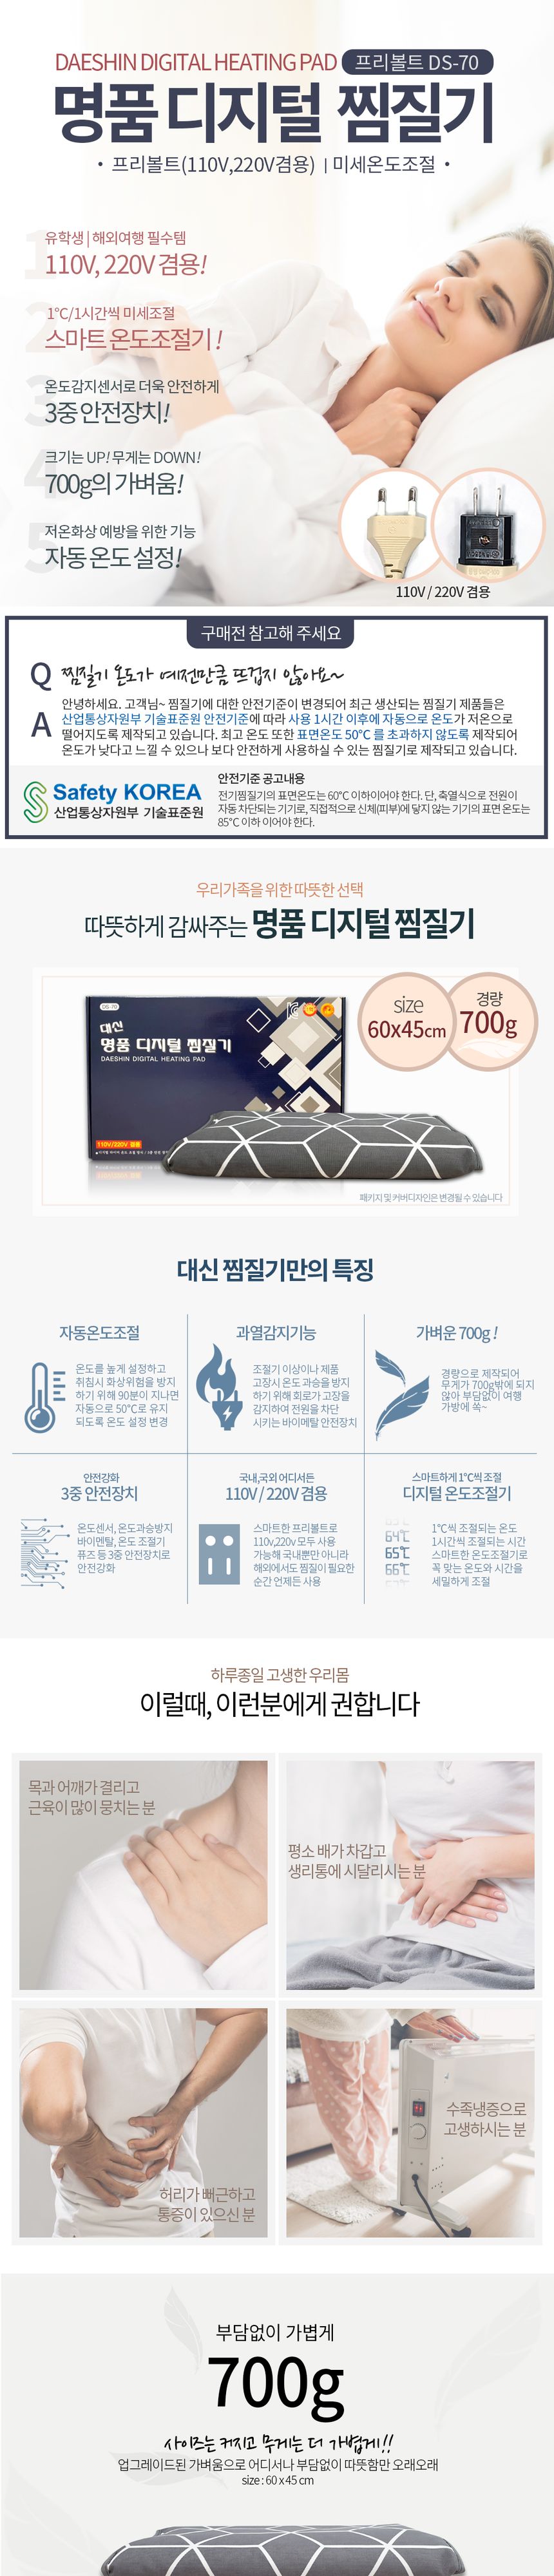 DAESHIN DIGITAL HEATING PAD 프리볼트 DS-70
명품 디지털 찜질기
• 프리볼트(110V,220V겸용) | 미세온도조절 •
1
유학생 | 해외여행 필수템
110V, 220V 겸용!
2
1°C/1시간씩 미세조절
스마트 온도조절기!
3
온도감지센서로 더욱 안전하게
3중 안전장치!
4
크기는 UP! 무게는 DOWN!
700g의 가벼움!
5
저온화상 예방을 위한 기능
자동 온도 설정!
110V / 220V 겸용
구매전 참고해 주세요
Q 찜질기 온도가 예전만큼 뜨겁지 않아요~
A 안녕하세요. 고객님~ 찜질기에 대한 안전기준이 변경되어 최근 생산되는 찜질기 제품들은
산업통상자원부 기술표준원 안전기준에 따라 사용 1시간 이후에 자동으로 온도가 저온으로
떨어지도록 제작되고 있습니다. 최고 온도 또한 표면온도 50°C 를 초과하지 않도록 제작되어
온도가 낮다고 느낄 수 있으나 보다 안전하게 사용하실 수 있는 찜질기로 제작되고 있습니다.
Safety KOREA
산업통상자원부 기술표준원
안전기준 공고내용
전기찜질기의 표면온도는 60°C 이하이어야 한다. 단, 축열식으로 전원이
자동 차단되는 기기로, 직접적으로 신체(피부)에 닿지 않는 기기의 표면 온도는
85°C 이하 이어야 한다.
우리가족을 위한 따뜻한 선택
따뜻하게 감싸주는 명품 디지털 찜질기
DS-70
대신
명품 디지털 찜질기
DAESHIN DIGITAL HEATING PAD
110V/220V 겸용
size
60x45cm
경량
700g
패키지 및 커버디자인은 변경될 수 있습니다
대신 찜질기만의 특징
자동온도조절
온도를 높게 설정하고
취침시 화상위험을 방지
하기 위해 90분이 지나면
자동으로 50°C로 유지
되도록 온도 설정 변경
과열감지기능
조절기 이상이나 제품
고장시 온도 과승을 방지
하기 위해 회로가 고장을
감지하여 전원을 차단
시키는 바이메탈 안전장치
가벼운 700g !
경량으로 제작되어
무게가 700g밖에 되지
않아 부담없이 여행
가방에 쏙~
안전강화
3중 안전장치
온도센서, 온도과승방지
바이멘탈, 온도 조절기
퓨즈 등 3중 안전장치로
안전강화
국내,국외 어디서든
110V / 220V 겸용
스마트한 프리볼트로
110v,220v 모두 사용
가능해 국내뿐만 아니라
해외에서도 찜질이 필요한
순간 언제든 사용
스마트하게 1°C씩 조절
디지털 온도조절기
64°C
65°C
66°C
1°C씩 조절되는 온도
1시간씩 조절되는 시간
스마트한 온도조절기로
꼭 맞는 온도와 시간을
세밀하게 조절
하루종일 고생한 우리몸
이럴때, 이런분에게 권합니다
목과 어깨가 결리고
근육이 많이 뭉치는 분
평소 배가 차갑고
생리통에 시달리시는 분
허리가 뻐근하고
통증이 있으신 분
수족냉증으로
고생하시는 분
부담없이 가볍게
700g
사이즈는 커지고 무게는 더 가볍게!!
업그레이드된 가벼움으로 어디서나 부담없이 따뜻함만 오래오래
size : 60 x 45 cm